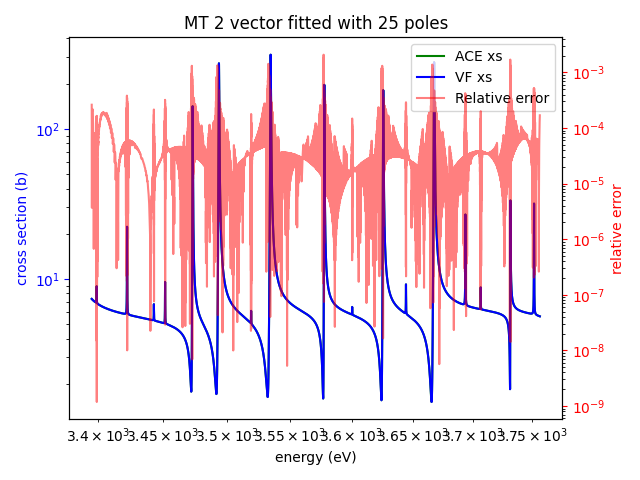 MT 2 vector fitted with 25 poles
ACE xs
VF xs
Relative error
10²
10¹
cross section (b)
10⁻³
10⁻⁴
10⁻⁵
10⁻⁶
10⁻⁷
10⁻⁸
10⁻⁹
relative error
3.4 × 10³ 3.45 × 10³ 3.5 × 10³ 3.55 × 10³ 3.6 × 10³ 3.65 × 10³ 3.7 × 10³ 3.75 × 10³
energy (eV)